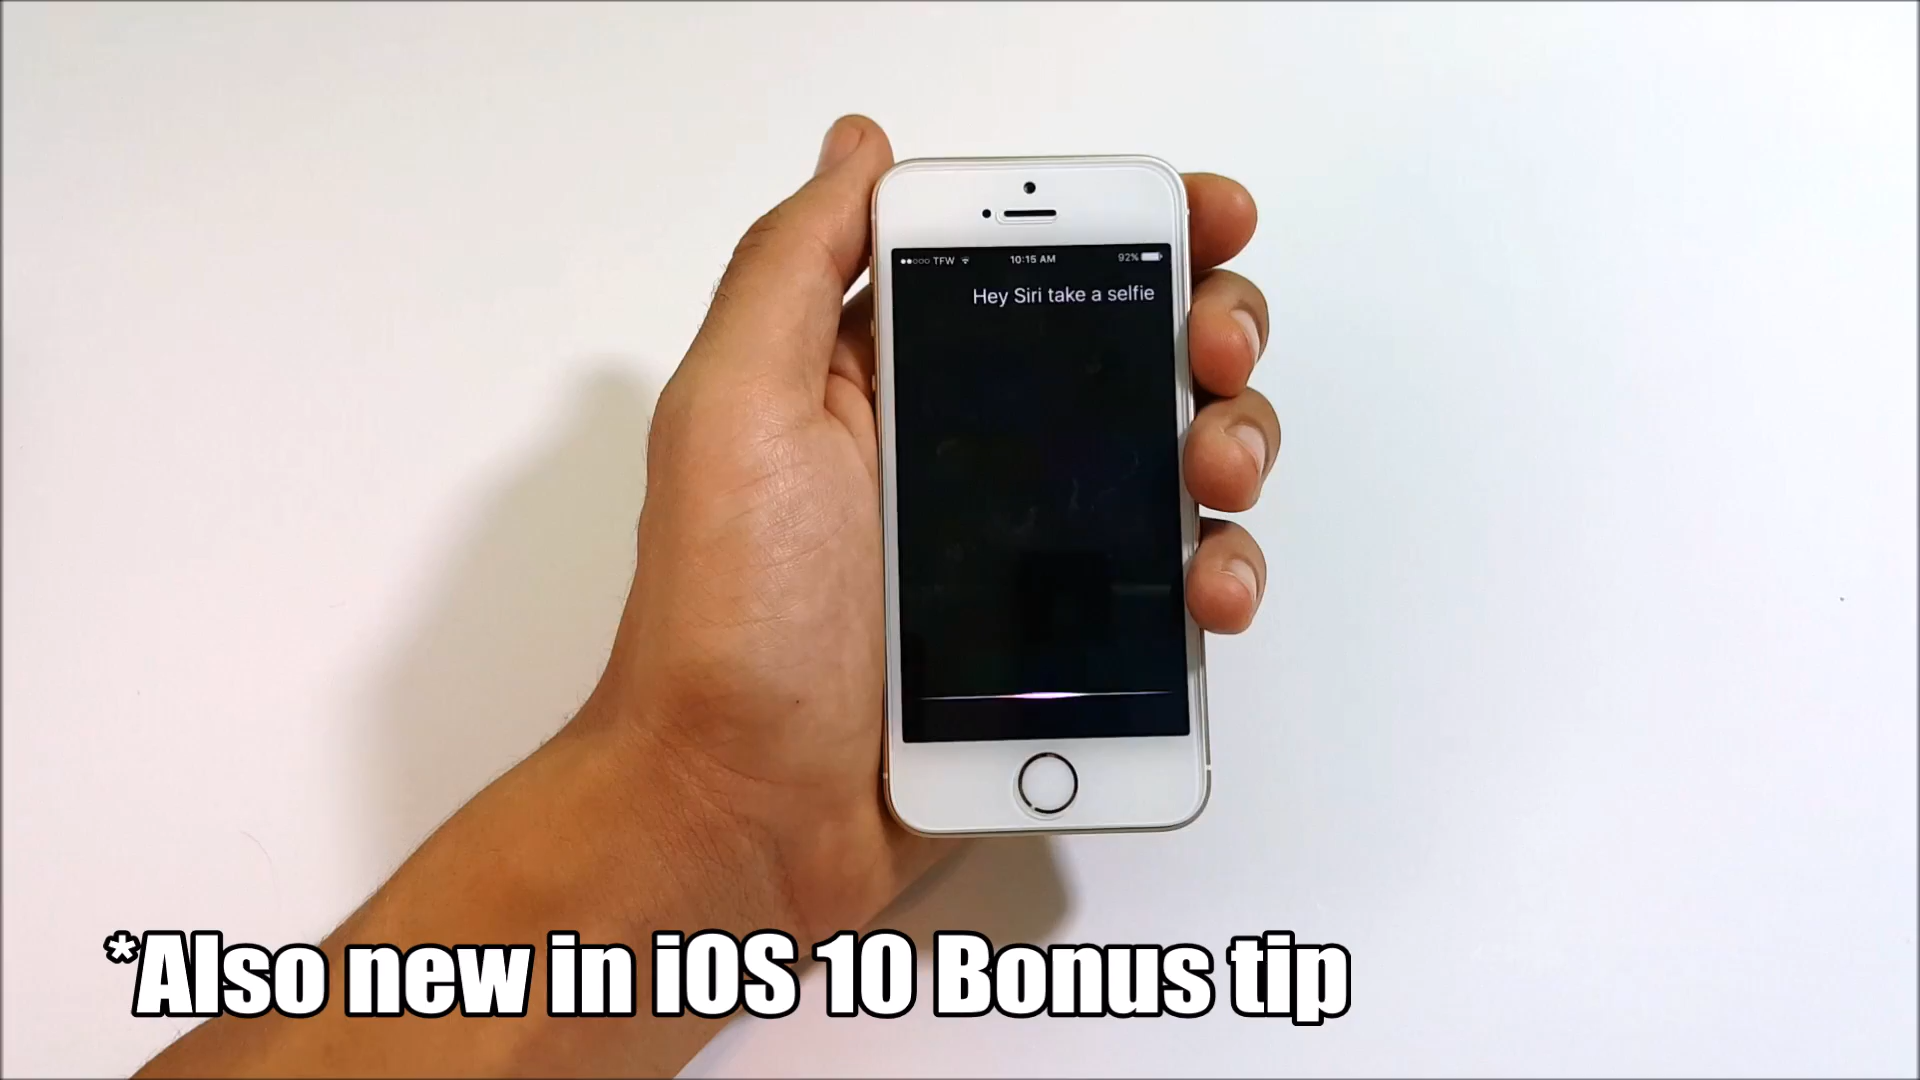 TFW 10:15 AM 92%
Hey Siri take a selfie
*Also new in iOS 10 Bonus tip